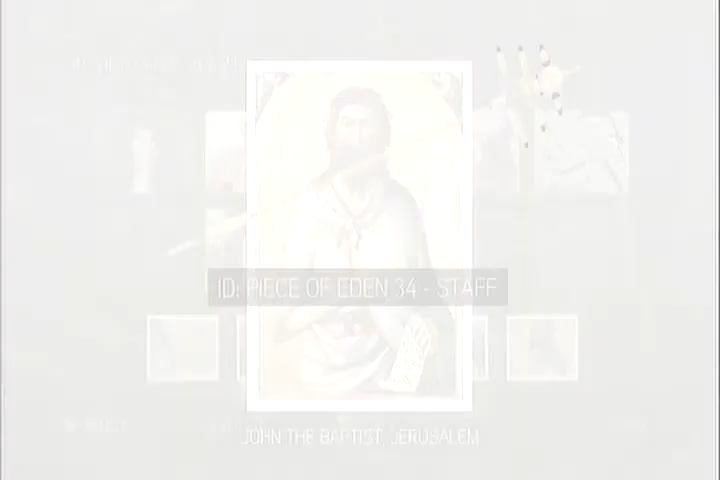 ID: PIECE OF EDEN 34 - STAFF
JOHN THE BAPTIST, JERUSALEM